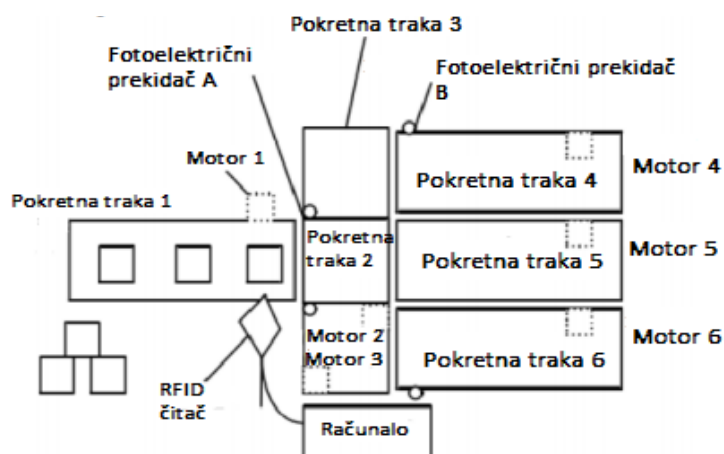 Pokretna traka 3
Fotoelektrični
prekidač A
Fotoelektrični prekidač
B
Motor 1
Pokretna traka 1
Pokretna traka 4
Motor 4
Pokretna
traka 2
Pokretna traka 5
Motor 5
Motor 2
Motor 3
Pokretna traka 6
Motor 6
RFID
čitač
Računalo